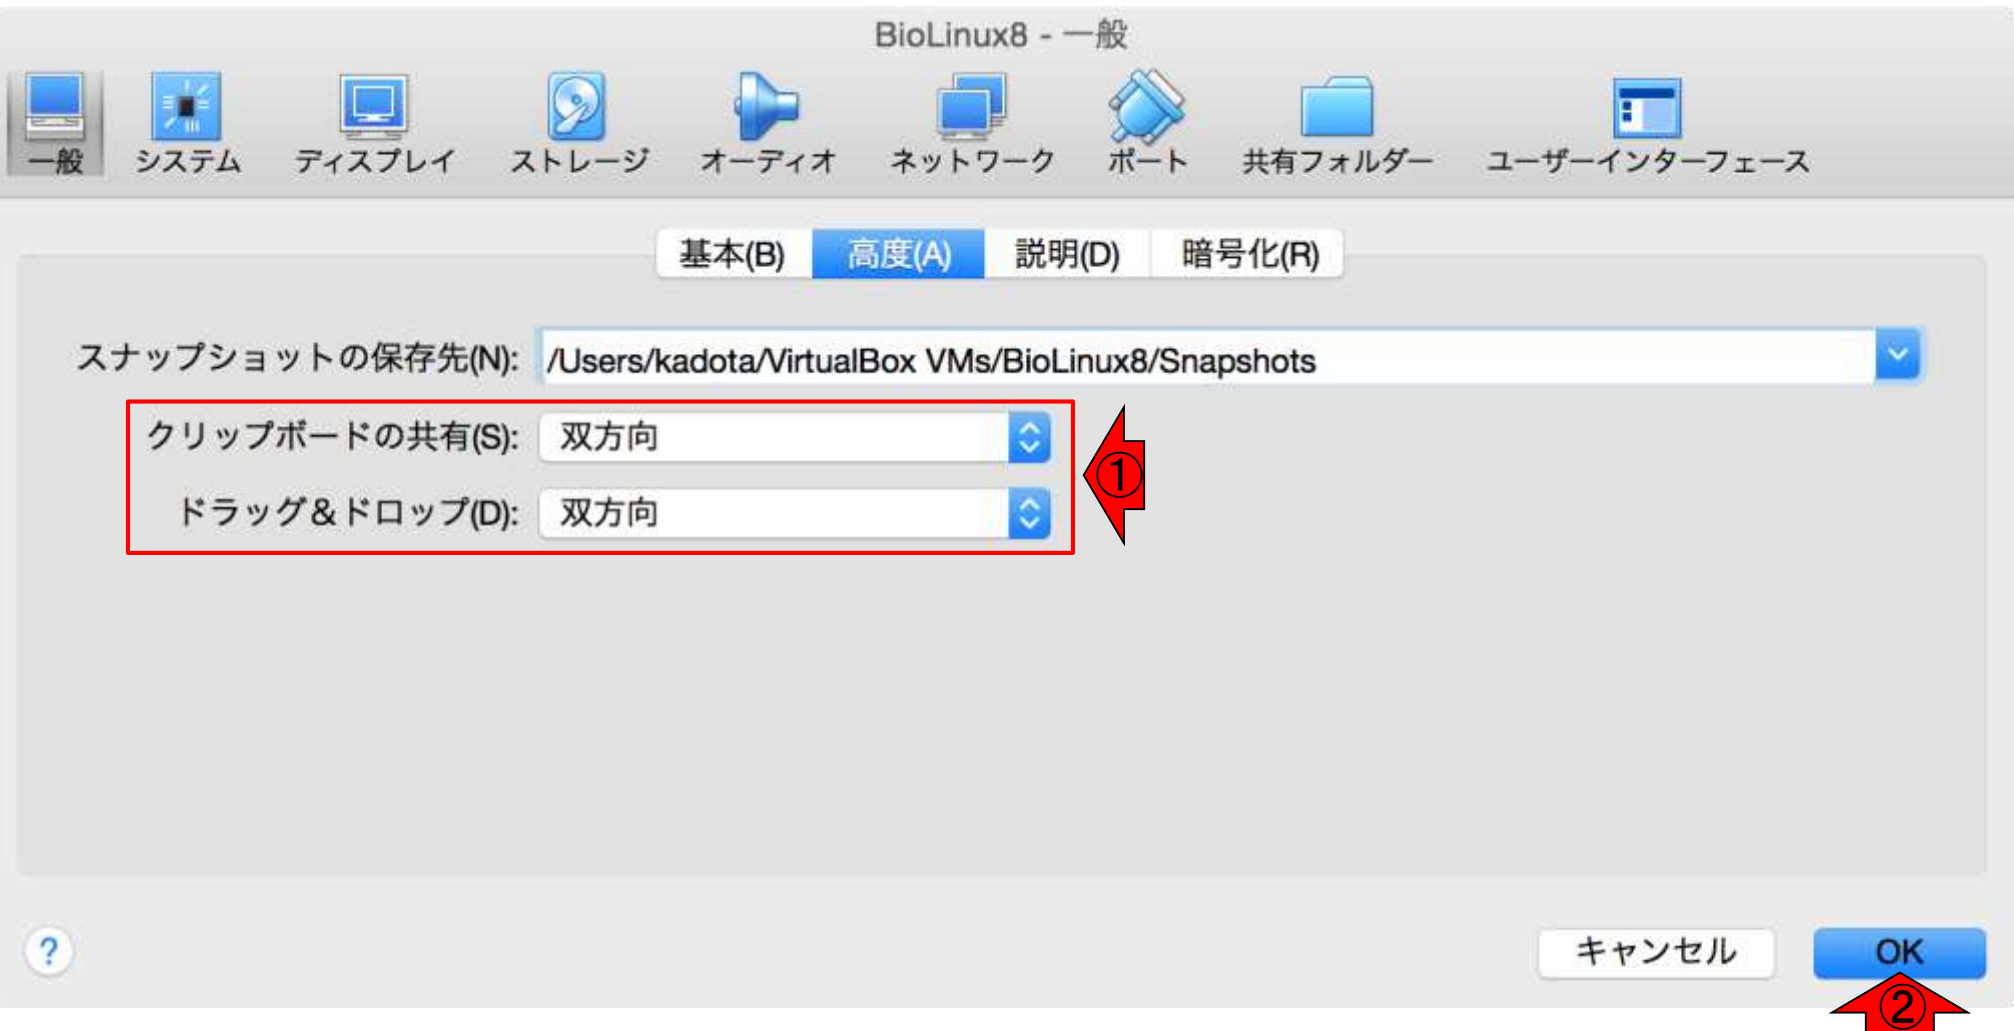 BioLinux8 - 一般
一般 システム ディスプレイ ストレージ オーディオ ネットワーク ポート 共有フォルダー ユーザーインターフェース
基本(B) 高度(A) 説明(D) 暗号化(R)
スナップショットの保存先(N): /Users/kadota/VirtualBox VMs/BioLinux8/Snapshots
クリップボードの共有(S): 双方向
①
ドラッグ＆ドロップ(D): 双方向
? キャンセル OK
②